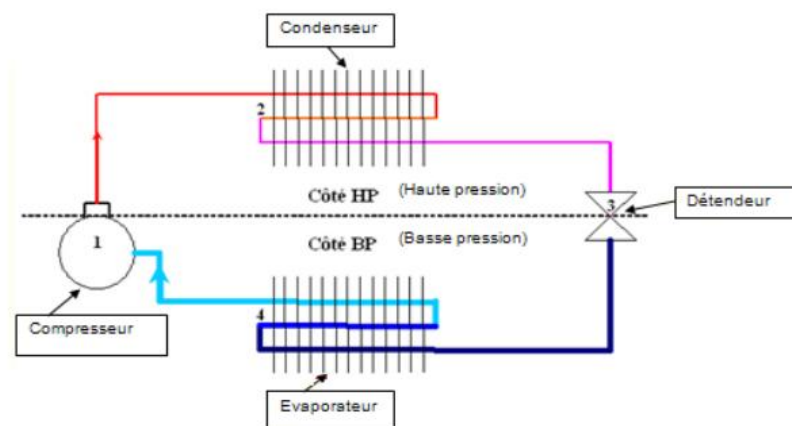 Condenseur
2
Côté HP (Haute pression)
3
Détendeur
1
Côté BP (Basse pression)
4
Compresseur
Evaporateur